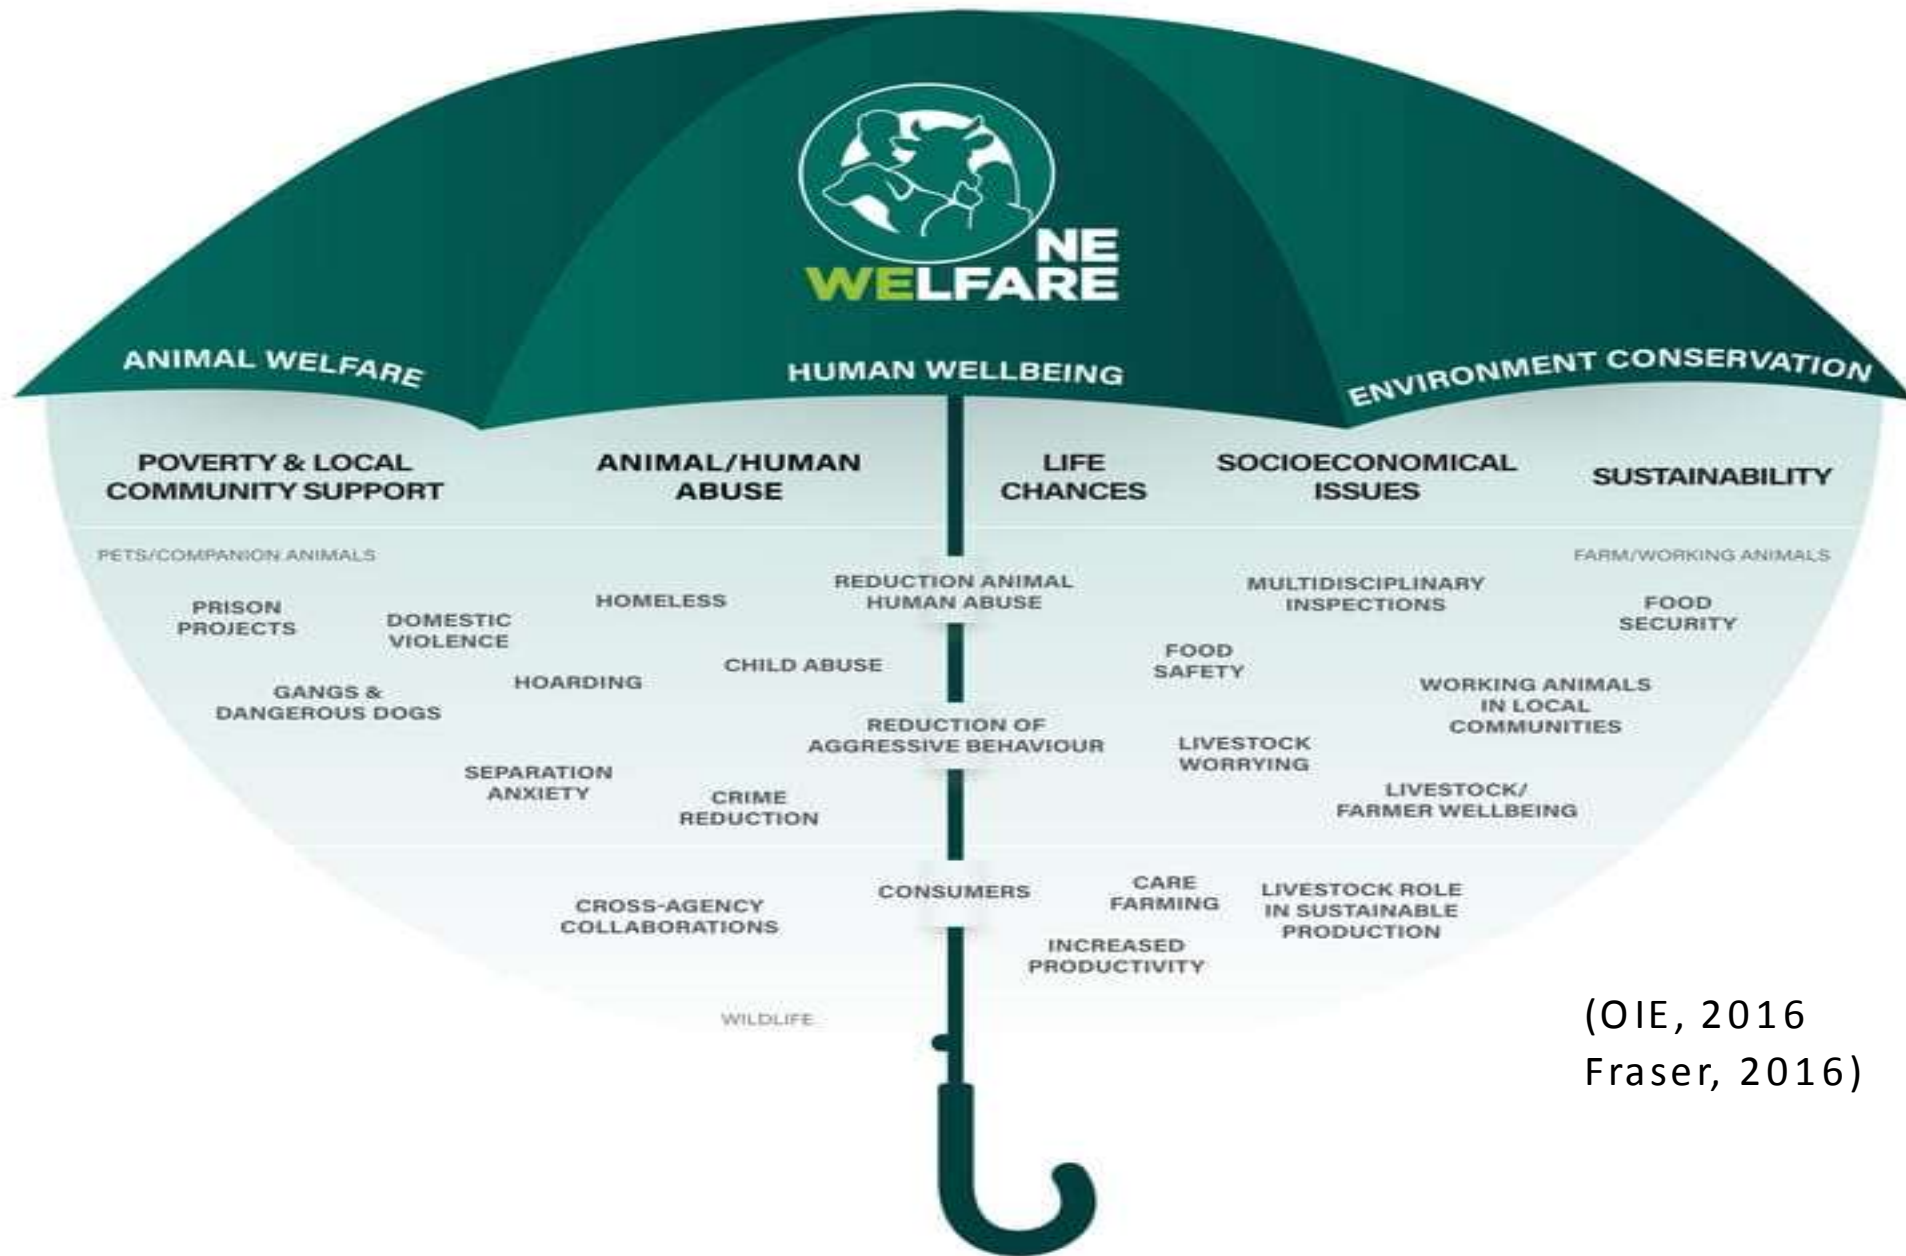 NE
WELFARE
ANIMAL WELFARE
HUMAN WELLBEING
ENVIRONMENT CONSERVATION
POVERTY & LOCAL
COMMUNITY SUPPORT
ANIMAL/HUMAN
ABUSE
LIFE
CHANCES
SOCIOECONOMICAL
ISSUES
SUSTAINABILITY
PETS/COMPANION ANIMALS
FARM/WORKING ANIMALS
PRISON
PROJECTS
DOMESTIC
VIOLENCE
HOMELESS
REDUCTION ANIMAL
HUMAN ABUSE
MULTIDISCIPLINARY
INSPECTIONS
FOOD
SECURITY
GANGS &
DANGEROUS DOGS
HOARDING
CHILD ABUSE
FOOD
SAFETY
WORKING ANIMALS
IN LOCAL
COMMUNITIES
REDUCTION OF
AGGRESSIVE BEHAVIOUR
LIVESTOCK
WORRYING
SEPARATION
ANXIETY
CRIME
REDUCTION
LIVESTOCK/
FARMER WELLBEING
CROSS-AGENCY
COLLABORATIONS
CONSUMERS
CARE
FARMING
LIVESTOCK ROLE
IN SUSTAINABLE
PRODUCTION
INCREASED
PRODUCTIVITY
WILDLIFE
(OIE, 2016
Fraser, 2016)